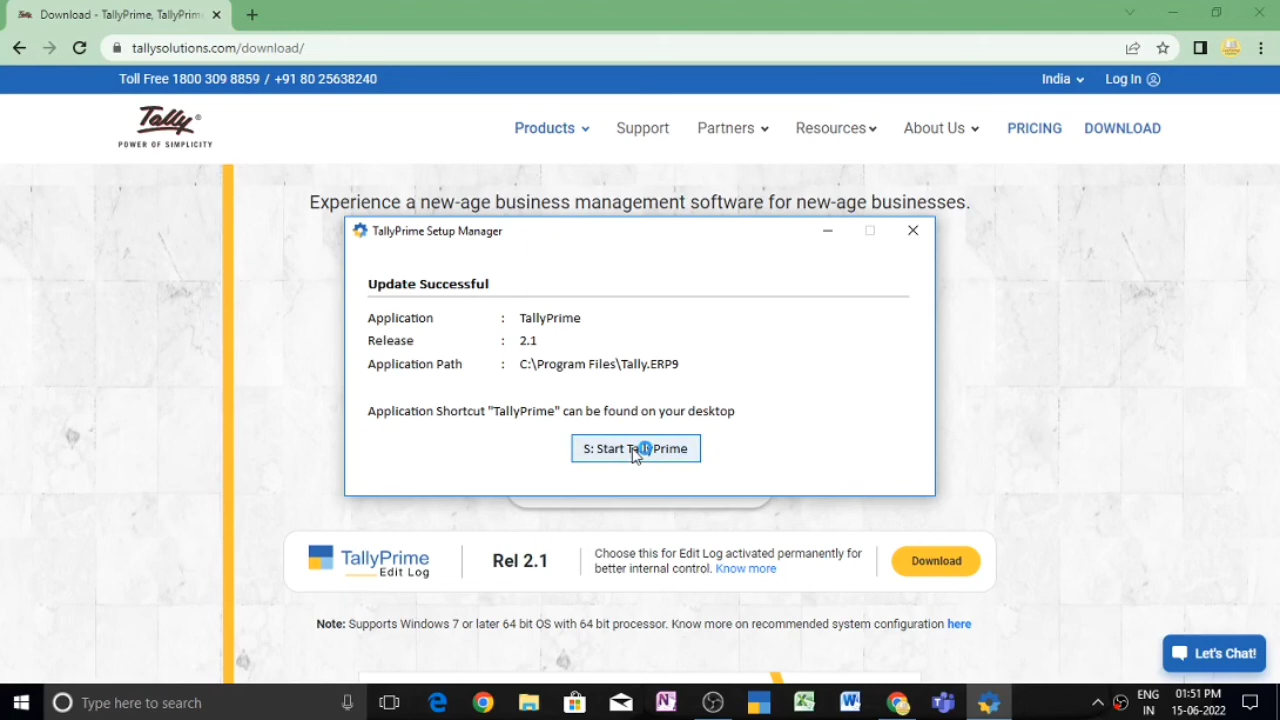 Download - TallyPrime, TallyPrim
tallysolutions.com/download/
Toll Free 1800 309 8859 / +91 80 25638240
India
Log In
Tally
POWER OF SIMPLICITY
Products
Support
Partners
Resources
About Us
PRICING
DOWNLOAD
Experience a new-age business management software for new-age businesses.
TallyPrime Setup Manager
Update Successful
Application : TallyPrime
Release : 2.1
Application Path : C:\Program Files\Tally.ERP9
Application Shortcut "TallyPrime" can be found on your desktop
S: Start TallyPrime
TallyPrime
Edit Log
Rel 2.1
Choose this for Edit Log activated permanently for
better internal control. Know more
Download
Note: Supports Windows 7 or later 64 bit OS with 64 bit processor. Know more on recommended system configuration here
Let's Chat!
Type here to search
ENG
IN
01:51 PM
15-06-2022